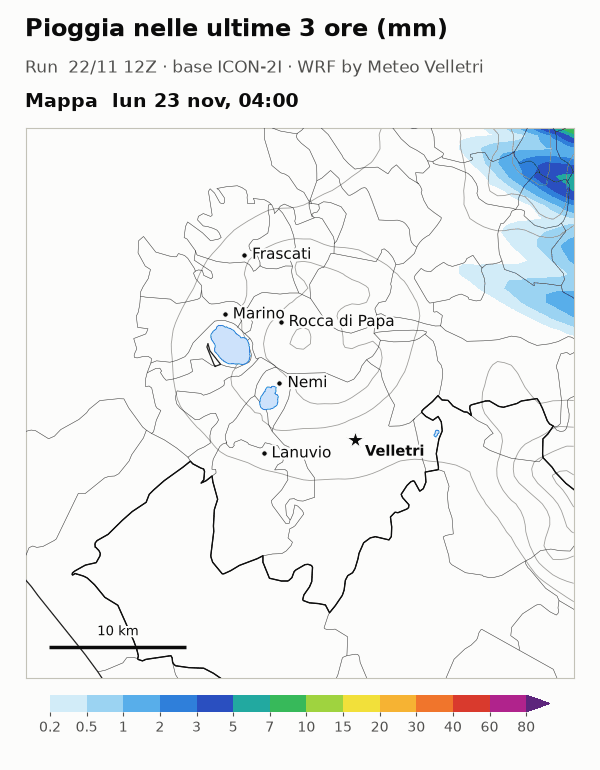 Pioggia nelle ultime 3 ore (mm)
Run  22/11 12Z · base ICON-2I · WRF by Meteo Velletri
Mappa  lun 23 nov, 04:00
Frascati
Marino
Rocca di Papa
Nemi
Velletri
Lanuvio
10 km
0.2 0.5 1 2 3 5 7 10 15 20 30 40 60 80